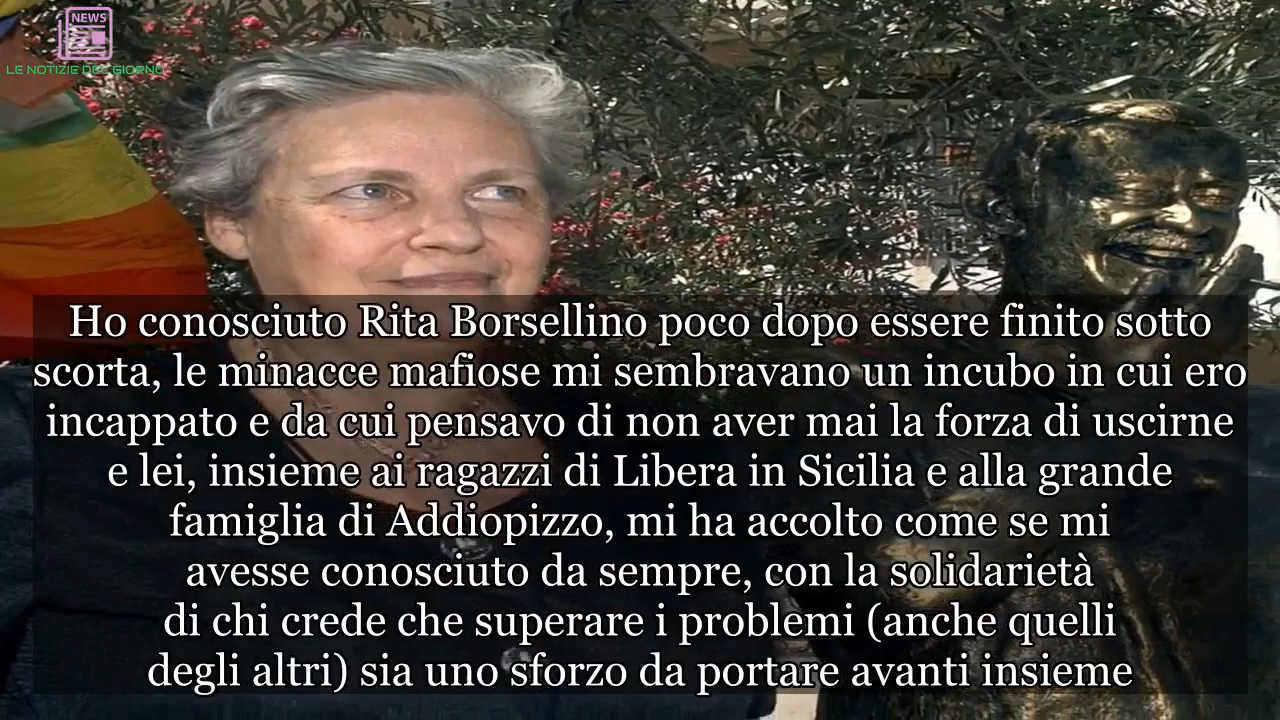 NEWS
LE NOTIZIE DEL GIORNO
Ho conosciuto Rita Borsellino poco dopo essere finito sotto
scorta, le minacce mafiose mi sembravano un incubo in cui ero
incappato e da cui pensavo di non aver mai la forza di uscirne
e lei, insieme ai ragazzi di Libera in Sicilia e alla grande
famiglia di Addiopizzo, mi ha accolto come se mi
avesse conosciuto da sempre, con la solidarietà
di chi crede che superare i problemi (anche quelli
degli altri) sia uno sforzo da portare avanti insieme